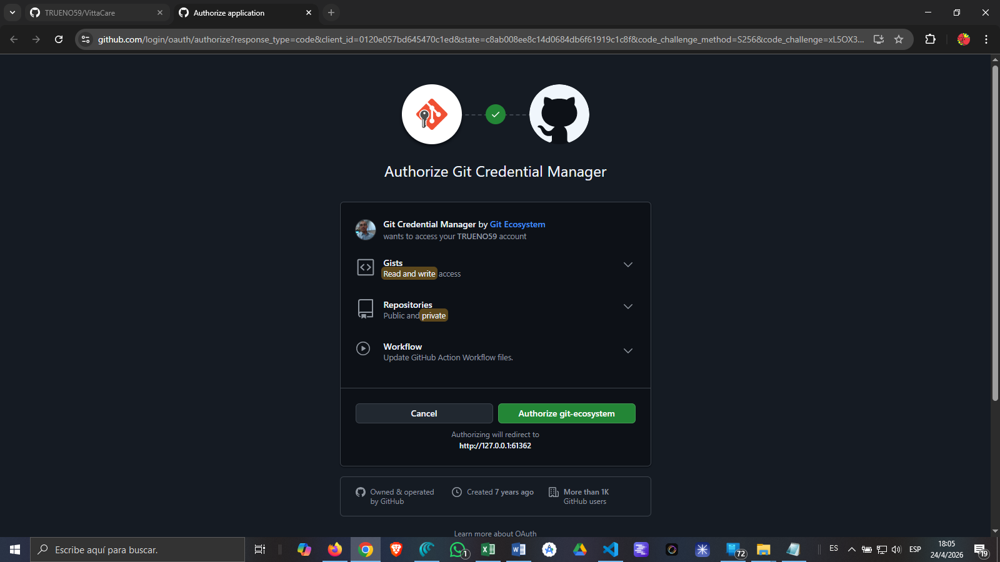 TRUENO59/VittaCare
Authorize application
github.com/login/oauth/authorize?response_type=code&client_id=0120e057bd645470c1ed&state=c8ab008ee8c14d0684db6f61919c1c8f&code_challenge_method=S256&code_challenge=xL5OX3...
Authorize Git Credential Manager
Git Credential Manager by Git Ecosystem
wants to access your TRUENO59 account
Gists
Read and write access
Repositories
Public and private
Workflow
Update GitHub Action Workflow files.
Cancel
Authorize git-ecosystem
Authorizing will redirect to
http://127.0.0.1:61362
Owned & operated
by GitHub
Created 7 years ago
More than 1K
GitHub users
Learn more about OAuth
Escribe aquí para buscar.
1
72
ES
ESP
18:05
24/4/2026
19